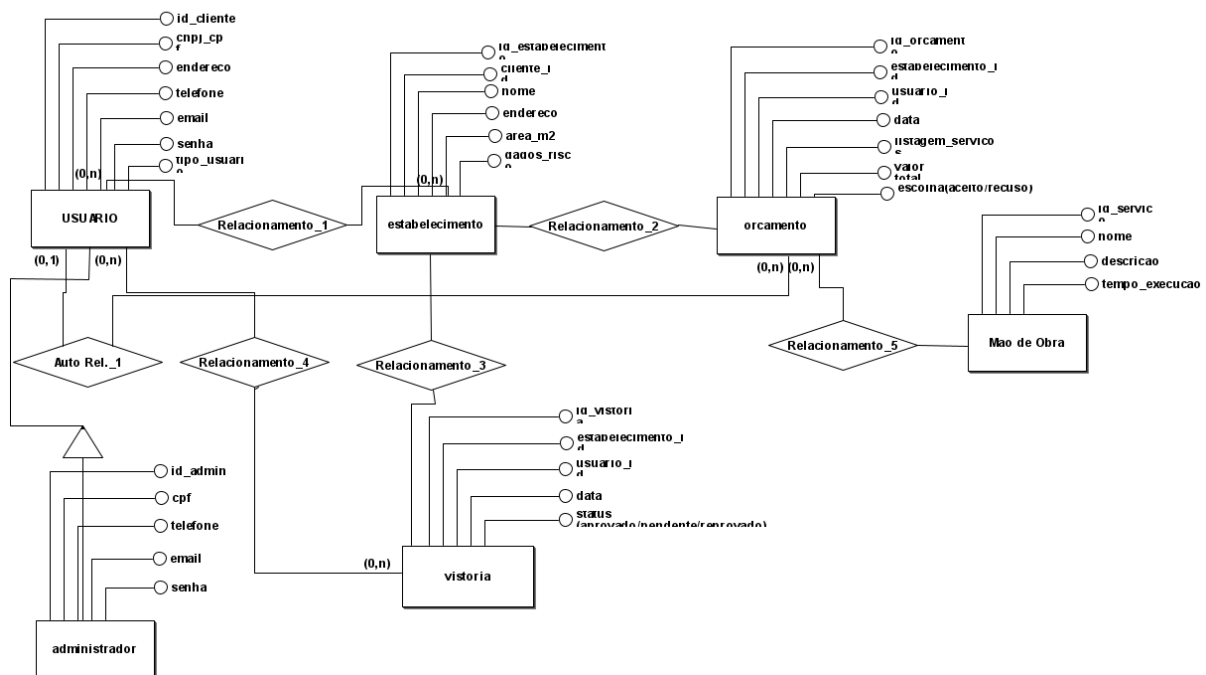 id_cliente
cnpj_cp
f
endereco
telefone
email
senha
tipo_usuari
o
(0,n)
USUARIO
(0,1)
(0,n)
Relacionamento_1
id_estabeleciment
o
cliente_i
d
nome
endereco
area_m2
dados_risc
o
(0,n)
estabelecimento
Relacionamento_2
id_orcament
o
estabelecimento_i
d
usuario_i
d
data
listagem_servico
s
valor
total
escolha(aceito/recuso)
orcamento
(0,n)
(0,n)
id_servic
o
nome
descricao
tempo_execucao
Mao de Obra
Relacionamento_5
Auto Rel._1
Relacionamento_4
Relacionamento_3
id_vistori
a
estabelecimento_i
d
usuario_i
d
data
status
(aprovado/pendente/reprovado)
(0,n)
vistoria
id_admin
cpf
telefone
email
senha
administrador